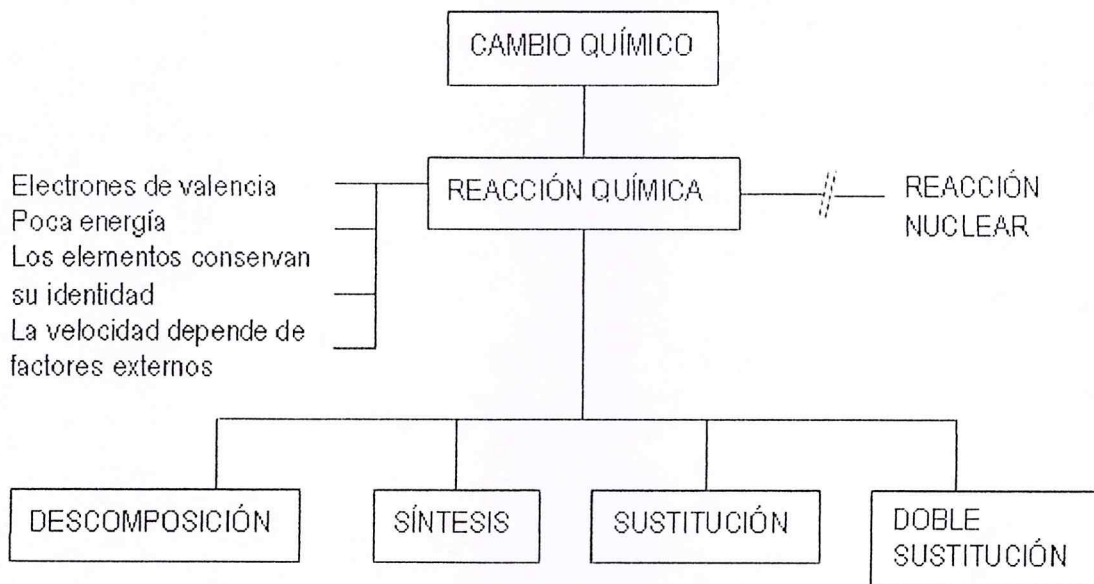 CAMBIO QUÍMICO
Electrones de valencia
Poca energía
Los elementos conservan
su identidad
La velocidad depende de
factores externos
REACCIÓN QUÍMICA
REACCIÓN
NUCLEAR
DESCOMPOSICIÓN
SÍNTESIS
SUSTITUCIÓN
DOBLE
SUSTITUCIÓN